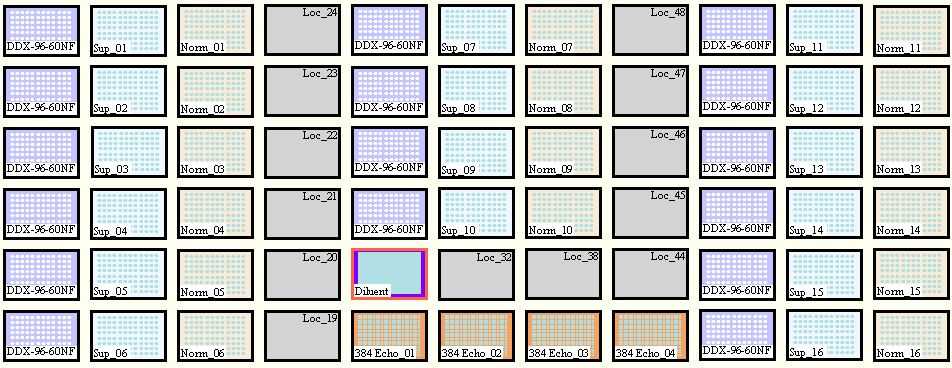 DDX-96-60NF Sup_01 Norm_01 Loc_24 DDX-96-60NF Sup_07 Norm_07 Loc_48 DDX-96-60NF Sup_11 Norm_11
DDX-96-60NF Sup_02 Norm_02 Loc_23 DDX-96-60NF Sup_08 Norm_08 Loc_47 DDX-96-60NF Sup_12 Norm_12
DDX-96-60NF Sup_03 Norm_03 Loc_22 DDX-96-60NF Sup_09 Norm_09 Loc_46 DDX-96-60NF Sup_13 Norm_13
DDX-96-60NF Sup_04 Norm_04 Loc_21 DDX-96-60NF Sup_10 Norm_10 Loc_45 DDX-96-60NF Sup_14 Norm_14
DDX-96-60NF Sup_05 Norm_05 Loc_20 Diluent Loc_32 Loc_38 Loc_44 DDX-96-60NF Sup_15 Norm_15
DDX-96-60NF Sup_06 Norm_06 Loc_19 384 Echo_01 384 Echo_02 384 Echo_03 384 Echo_04 DDX-96-60NF Sup_16 Norm_16